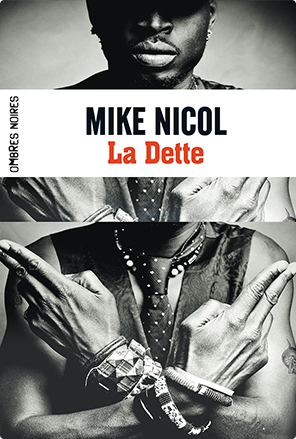 OMBRES NOIRES
MIKE NICOL
La Dette